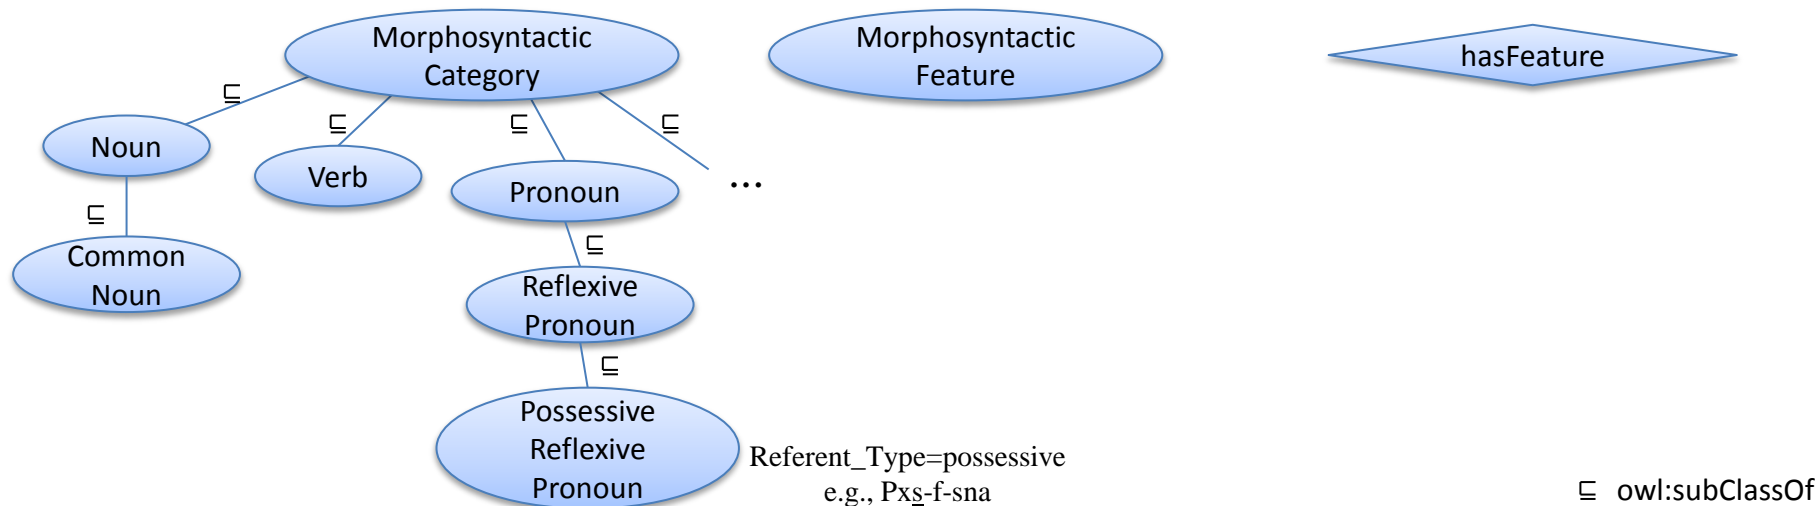 Morphosyntactic
Category
Morphosyntactic
Feature
hasFeature
⊑
⊑
⊑
⊑
Noun
Verb
Pronoun
...
⊑
⊑
Common
Noun
Reflexive
Pronoun
⊑
Possessive
Reflexive
Pronoun
Referent_Type=possessive
e.g., Pxs-f-sna
⊑ owl:subClassOf